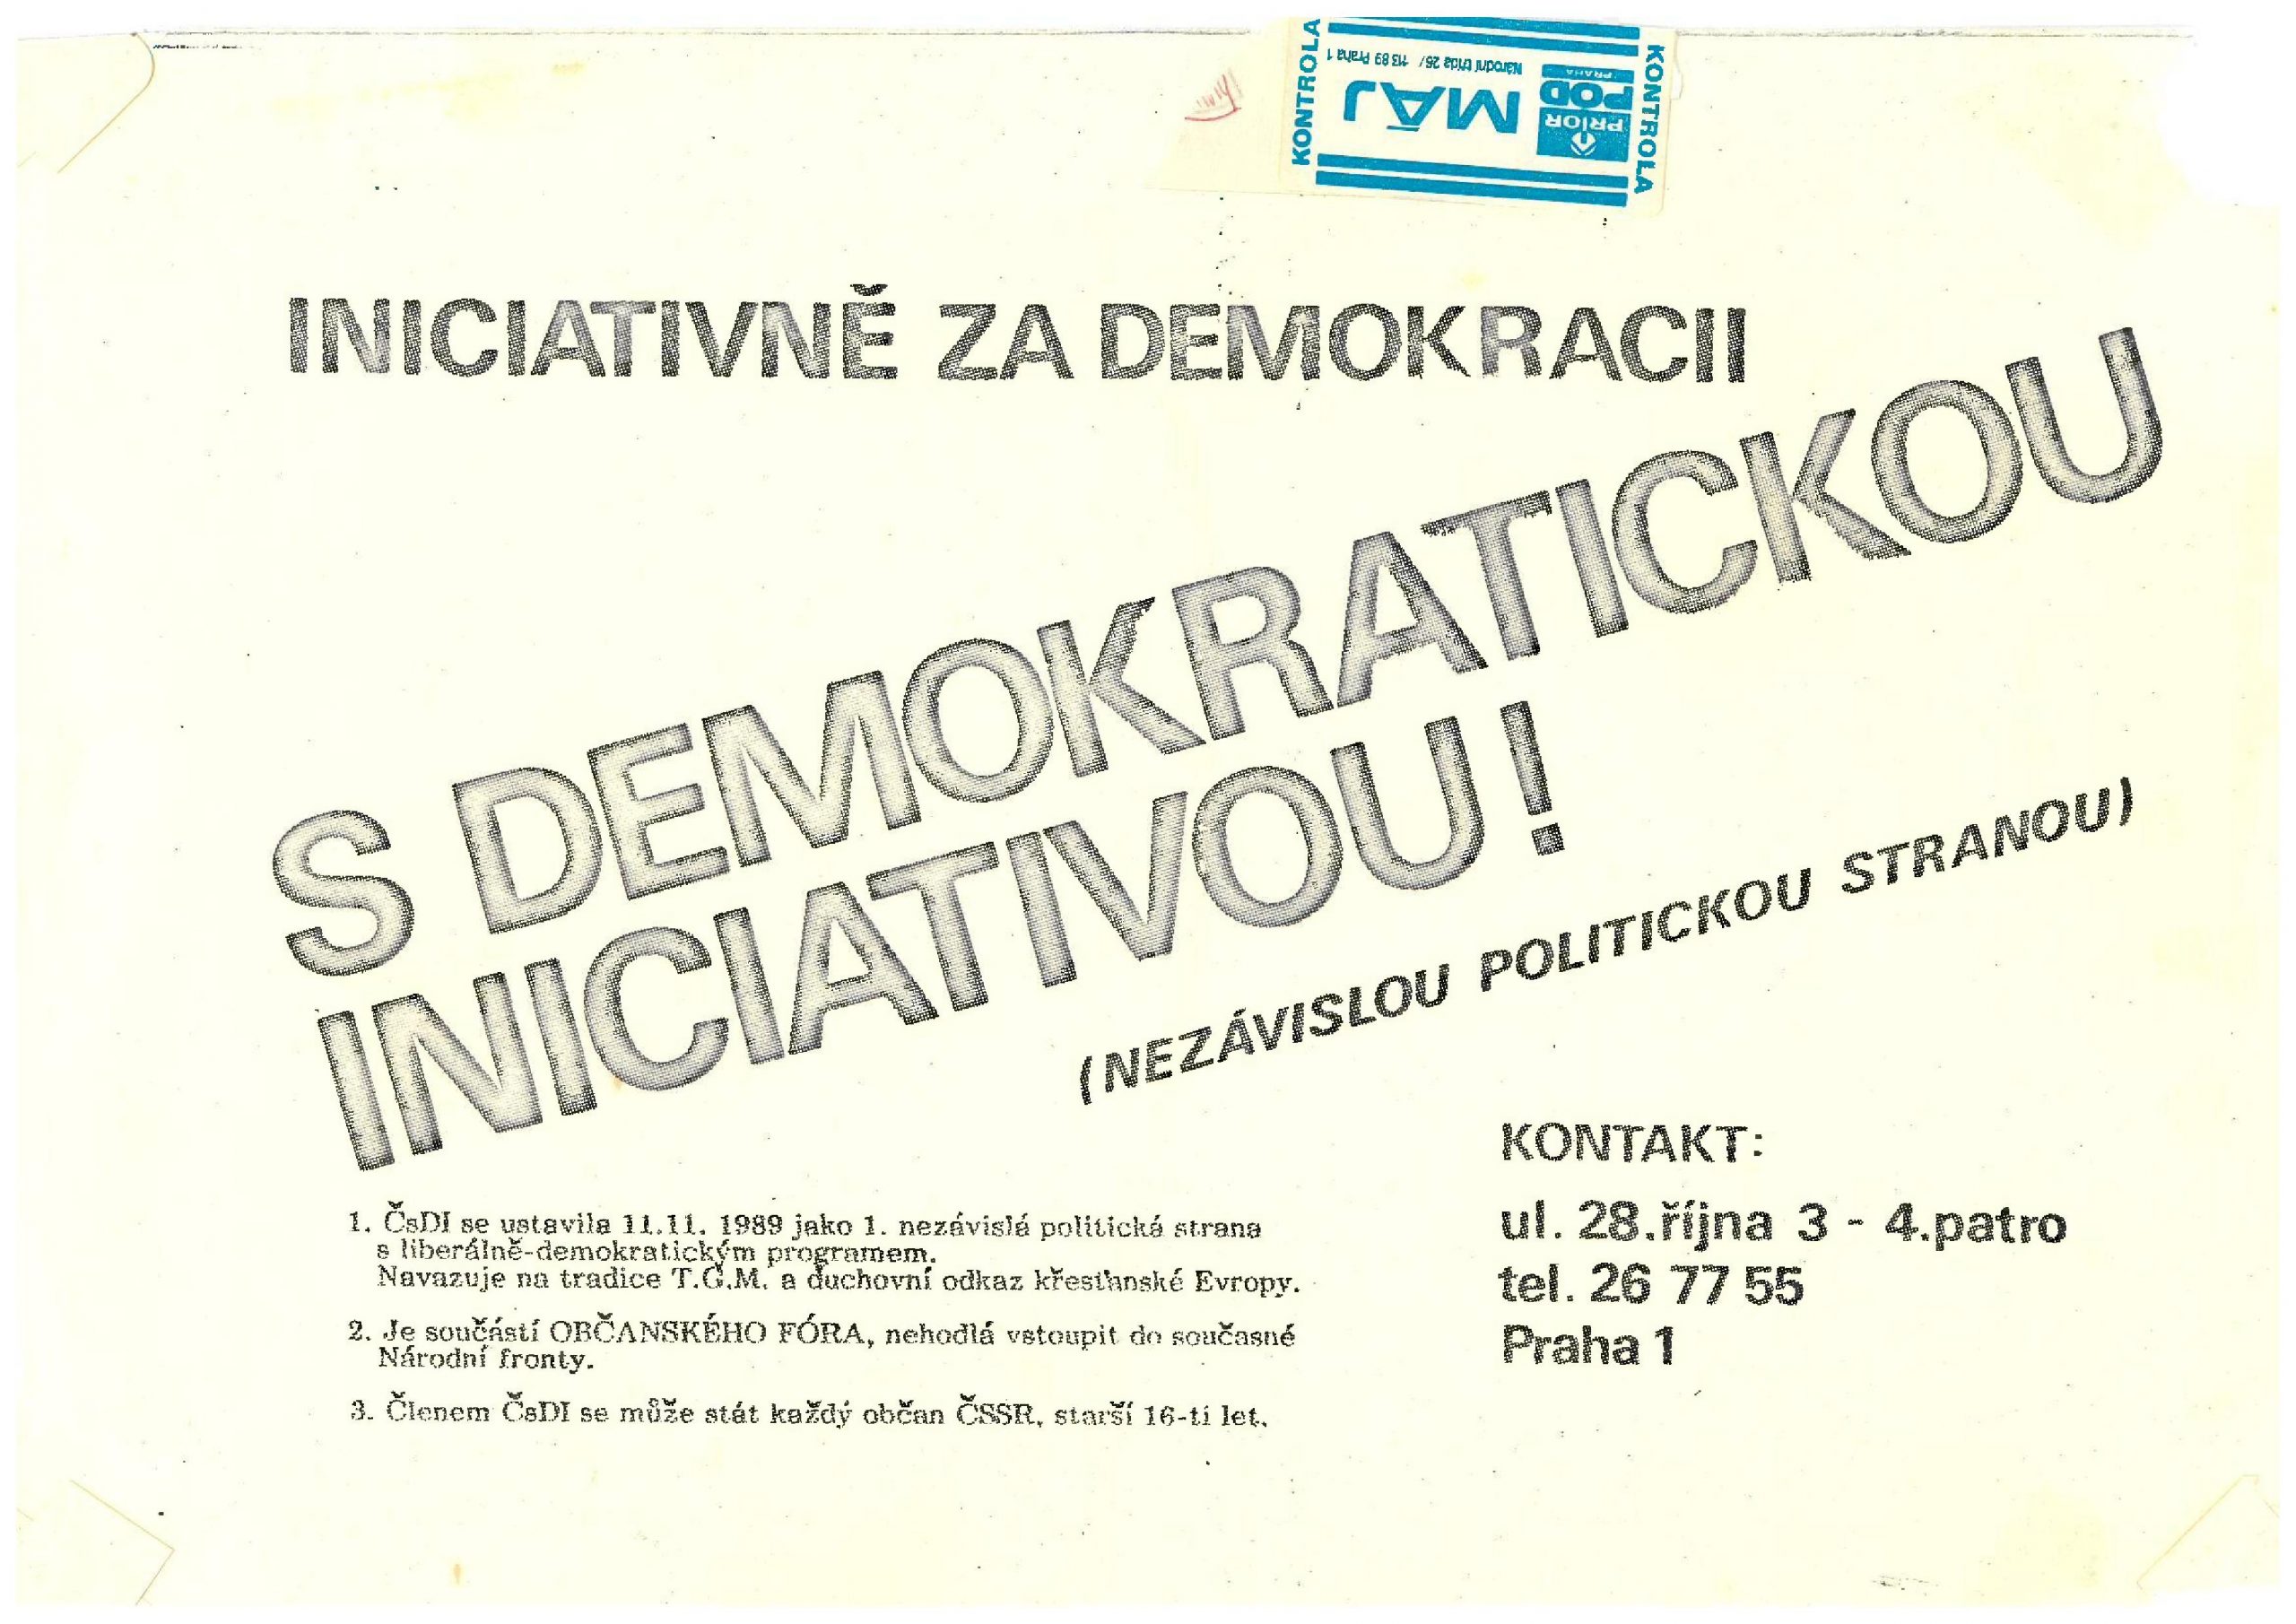 KONTROLA
MÁJ
Národní třída 26/ 113 89 Praha 1
PRIOR
POD
PRAHA
KONTROLA
INICIATIVNĚ ZA DEMOKRACII
S DEMOKRATICKOU
INICIATIVOU!
(NEZÁVISLOU POLITICKOU STRANOU)
1. ČsDI se ustavila 11.11. 1989 jako 1. nezávislá politická strana
s liberálně-demokratickým programem.
Navazuje na tradice T.G.M. a duchovní odkaz křesťanské Evropy.
2. Je součástí OBČANSKÉHO FÓRA, nehodlá vstoupit do současné
Národní fronty.
3. Členem ČsDI se může stát každý občan ČSSR, starší 16-ti let.
KONTAKT:
ul. 28.října 3 - 4.patro
tel. 26 77 55
Praha 1